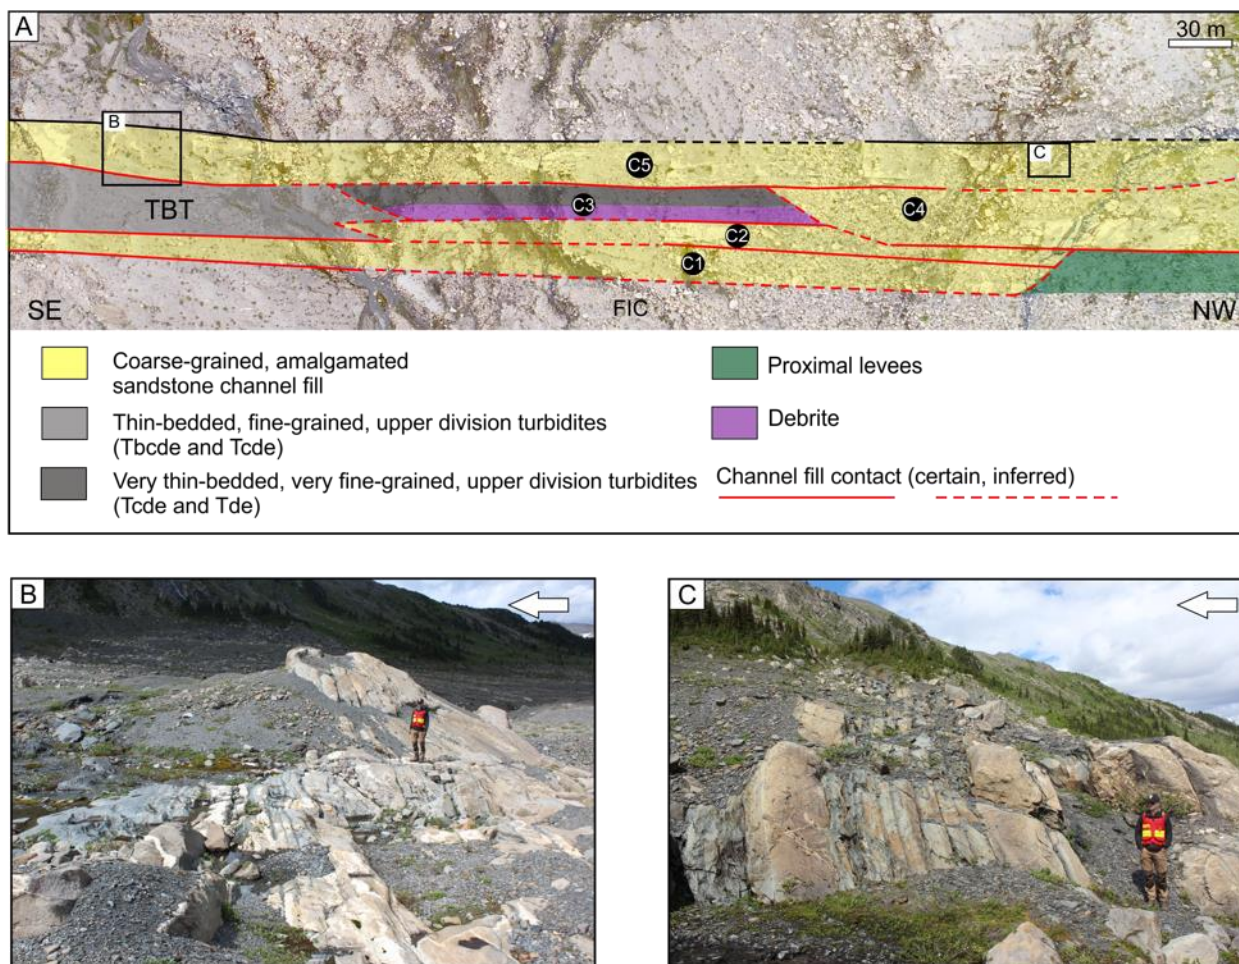 A
30 m
B
C
C5
TBT
C3
C4
C2
C1
SE
FIC
NW
Coarse-grained, amalgamated
sandstone channel fill
Proximal levees
Thin-bedded, fine-grained, upper division turbidites
(Tbcde and Tcde)
Debrite
Very thin-bedded, very fine-grained, upper division turbidites
(Tcde and Tde)
Channel fill contact (certain, inferred)
B
C